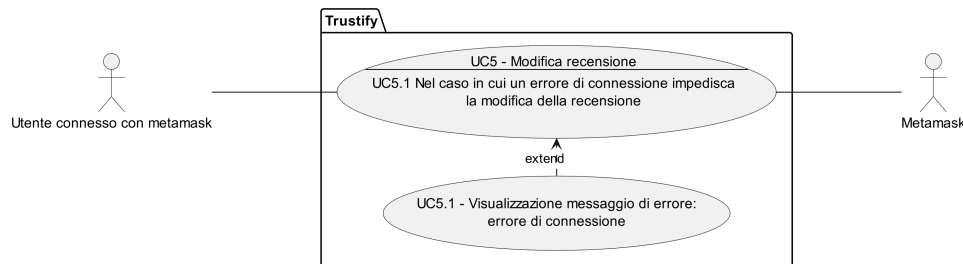 Trustify
UC5 - Modifica recensione
UC5.1 Nel caso in cui un errore di connessione impedisca
la modifica della recensione
Utente connesso con metamask
Metamask
extend
UC5.1 - Visualizzazione messaggio di errore:
errore di connessione